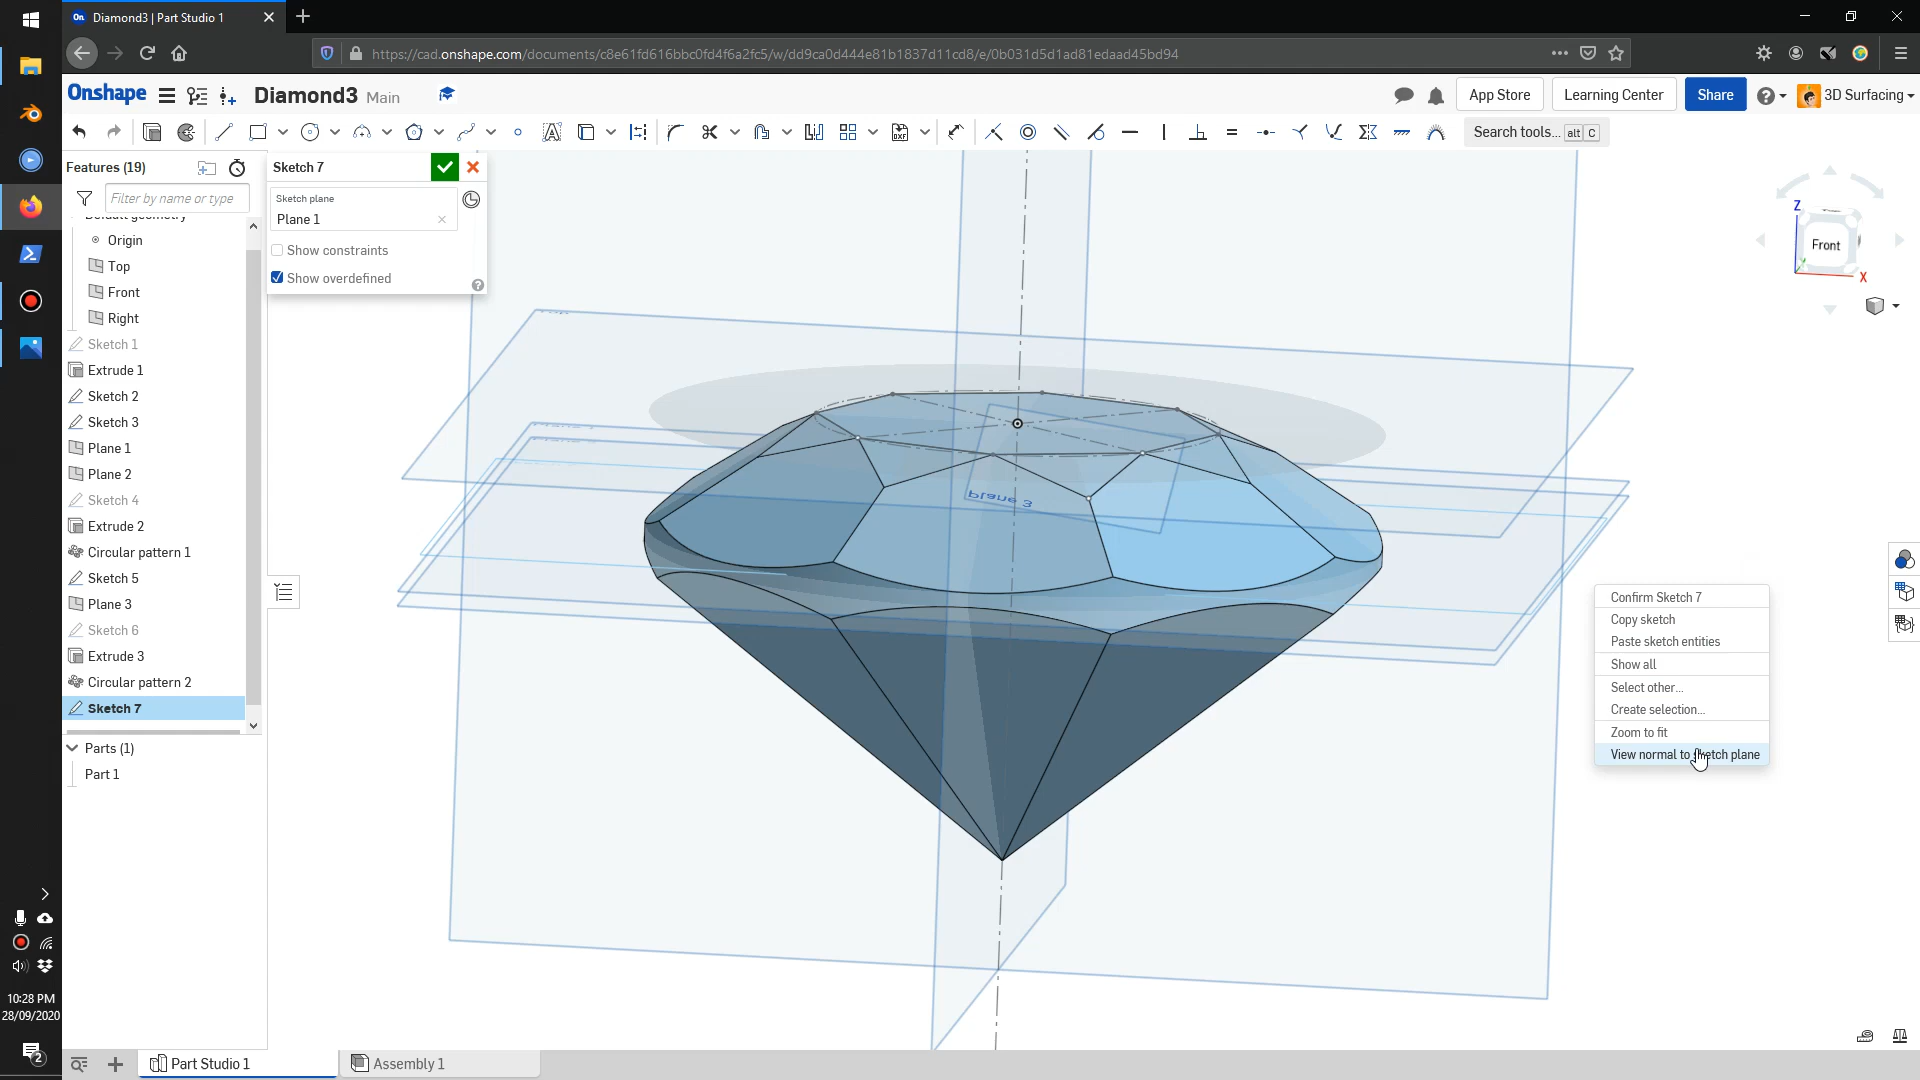 Diamond3 | Part Studio 1
https://cad.onshape.com/documents/c8e61fd616bbc0fd4f6a2fc5/w/dd9ca0d444e81b1837d11cd8/e/0b031d5d1ad81edaad45bd94
Onshape
Diamond3 Main
App Store
Learning Center
Share
3D Surfacing
Search tools... alt C
Features (19)
Filter by name or type
Default geometry
Origin
Top
Front
Right
Sketch 1
Extrude 1
Sketch 2
Sketch 3
Plane 1
Plane 2
Sketch 4
Extrude 2
Circular pattern 1
Sketch 5
Plane 3
Sketch 6
Extrude 3
Circular pattern 2
Sketch 7
Parts (1)
Part 1
Sketch 7
Sketch plane
Plane 1
Show constraints
Show overdefined
Plane 3
Z
Front
X
Confirm Sketch 7
Copy sketch
Paste sketch entities
Show all
Select other...
Create selection...
Zoom to fit
View normal to sketch plane
10:28 PM
28/09/2020
2
Part Studio 1
Assembly 1